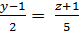 y-1/2 = z+1/5